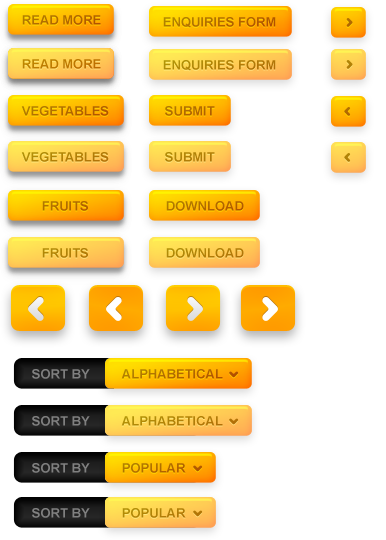 READ MORE ENQUIRIES FORM
READ MORE ENQUIRIES FORM
VEGETABLES SUBMIT
VEGETABLES SUBMIT
FRUITS DOWNLOAD
FRUITS DOWNLOAD
SORT BY ALPHABETICAL
SORT BY ALPHABETICAL
SORT BY POPULAR
SORT BY POPULAR